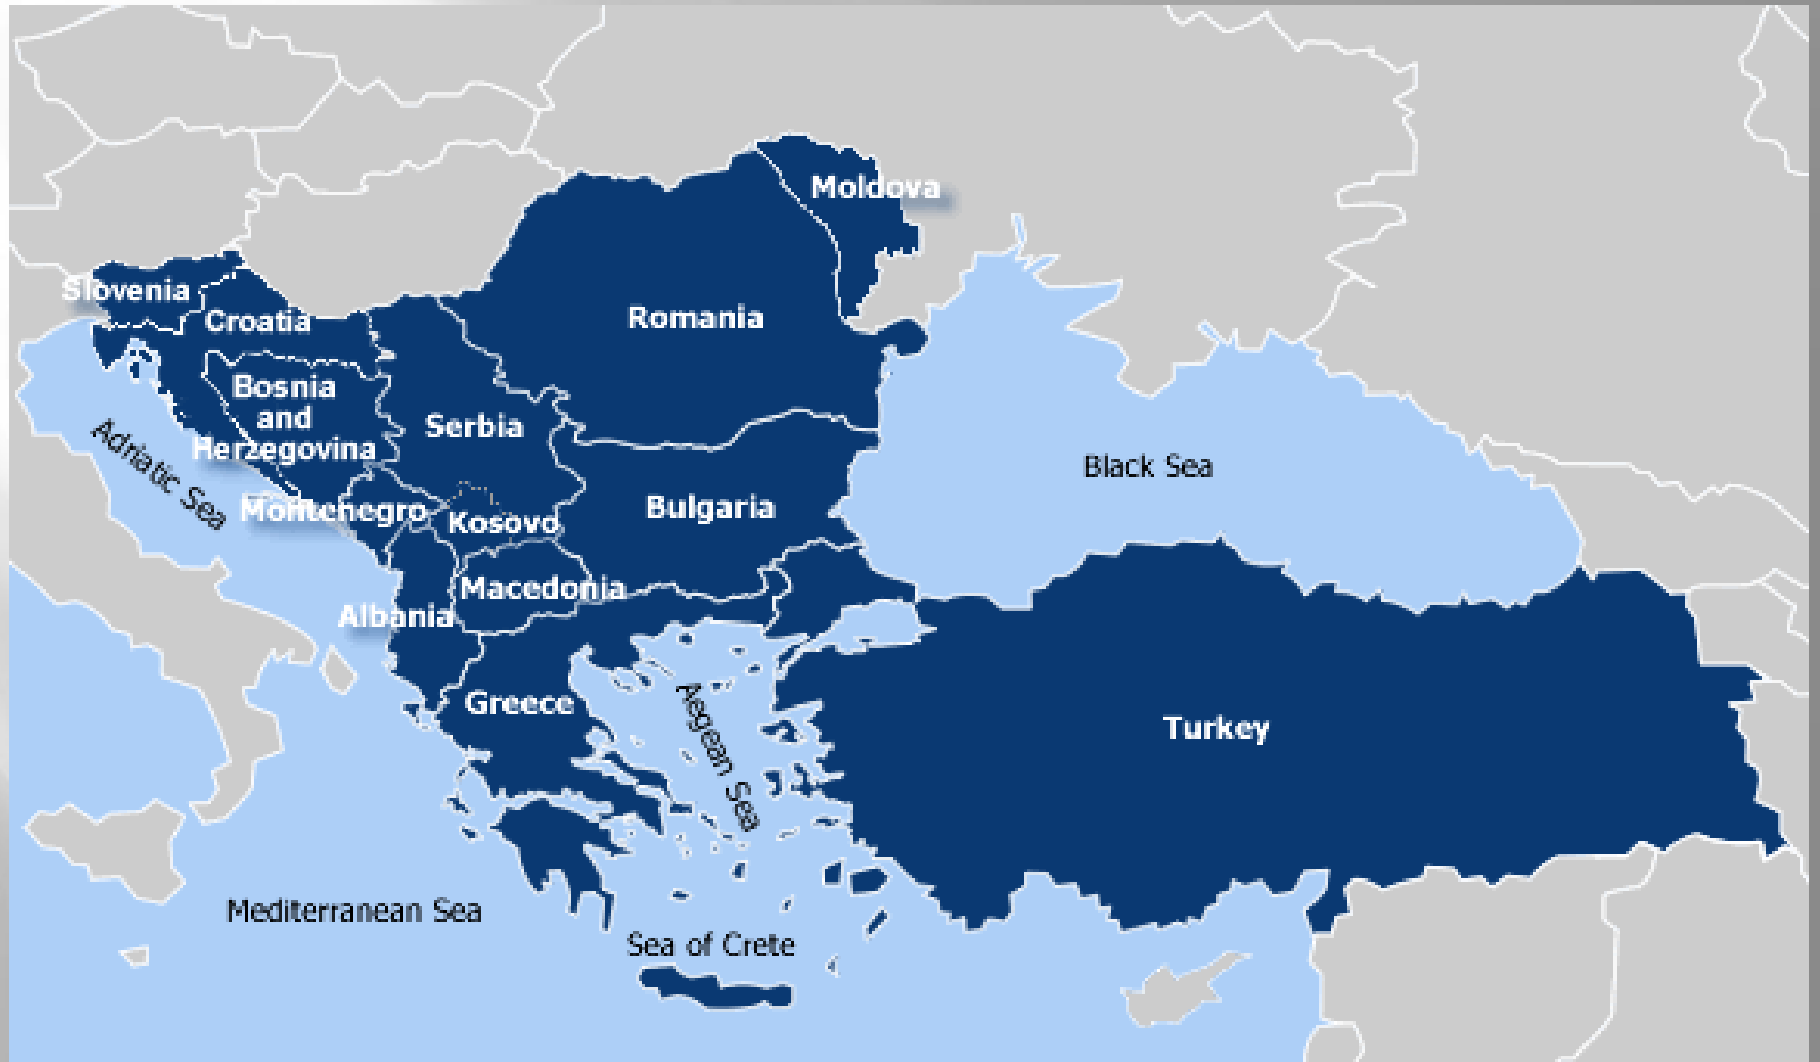 Moldova
Slovenia
Croatia
Romania
Bosnia
and
Herzegovina
Serbia
Adriatic Sea
Black Sea
Montenegro
Kosovo
Bulgaria
Macedonia
Albania
Greece
Aegean Sea
Turkey
Mediterranean Sea
Sea of Crete